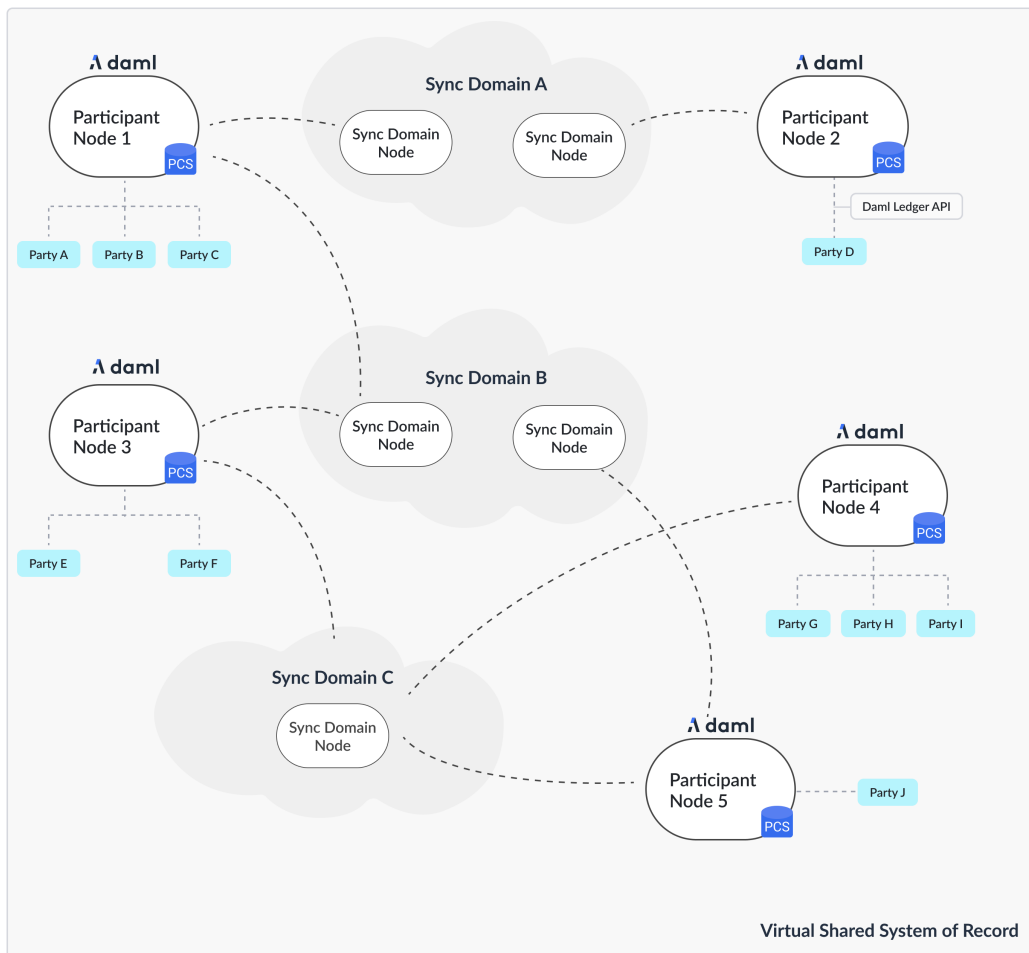 daml
Participant
Node 1
PCS
Party A
Party B
Party C
Sync Domain A
Sync Domain
Node
Sync Domain
Node
daml
Participant
Node 2
PCS
Daml Ledger API
Party D
daml
Participant
Node 3
PCS
Party E
Party F
Sync Domain B
Sync Domain
Node
Sync Domain
Node
daml
Participant
Node 4
PCS
Party G
Party H
Party I
Sync Domain C
Sync Domain
Node
daml
Participant
Node 5
PCS
Party J
Virtual Shared System of Record